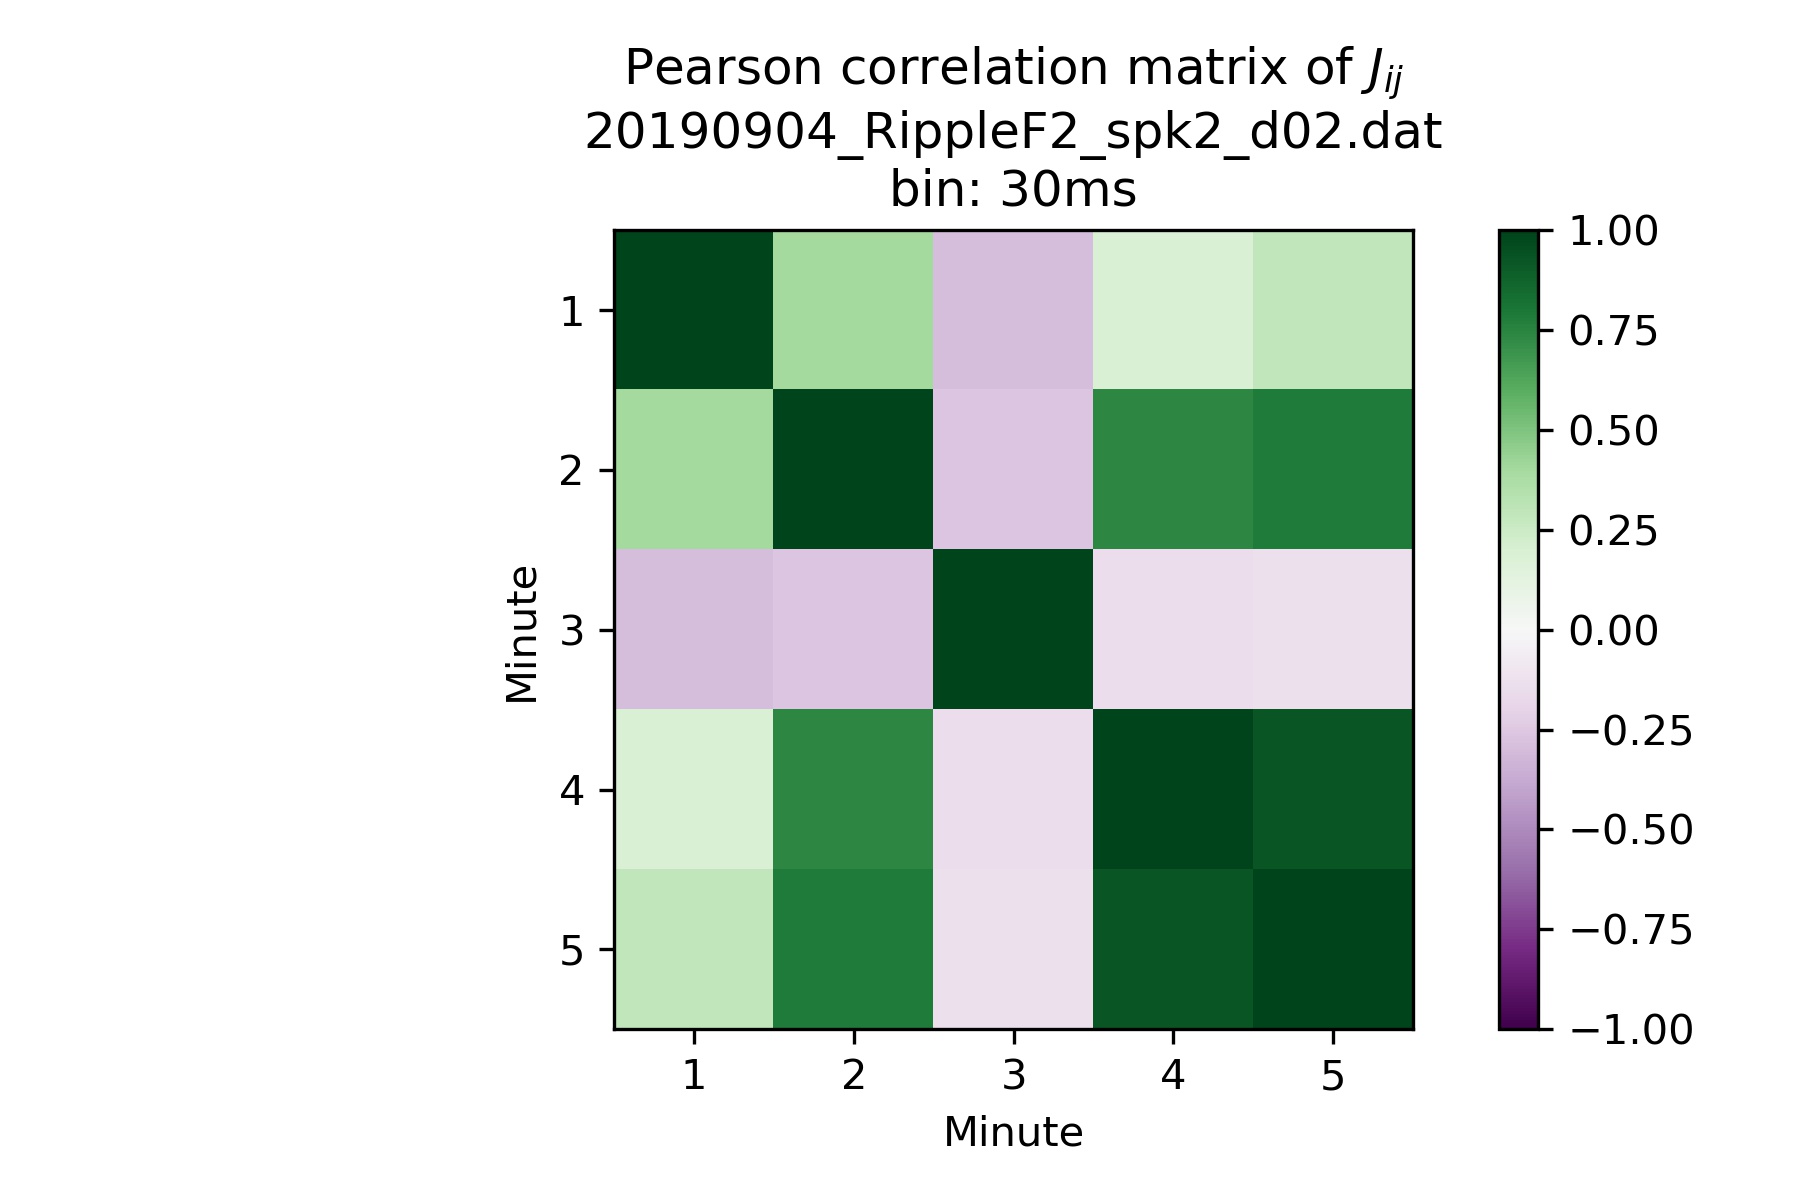 Pearson correlation matrix of J_ij
20190904_RippleF2_spk2_d02.dat
bin: 30ms
1
2
3
4
5
Minute
1 2 3 4 5
Minute
1.00
0.75
0.50
0.25
0.00
−0.25
−0.50
−0.75
−1.00